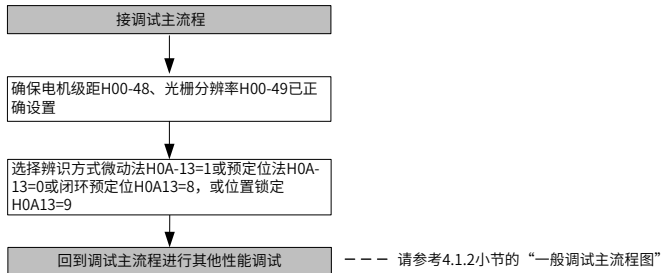 接调试主流程
确保电机级距H00-48、光栅分辨率H00-49已正
确设置
选择辨识方式微动法H0A-13=1或预定位法H0A-
13=0或闭环预定位H0A13=8，或位置锁定
H0A13=9
回到调试主流程进行其他性能调试
请参考4.1.2小节的“一般调试主流程图”